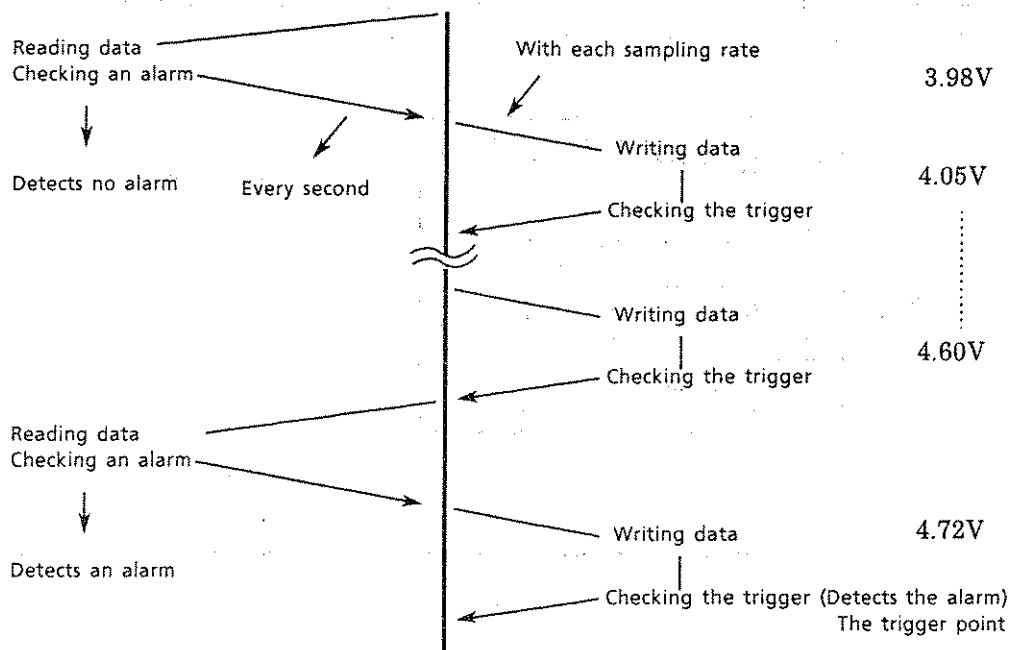 Reading data
Checking an alarm
With each sampling rate
3.98V
Writing data
Detects no alarm
Every second
4.05V
Checking the trigger
Writing data
4.60V
Checking the trigger
Reading data
Checking an alarm
Writing data
4.72V
Detects an alarm
Checking the trigger (Detects the alarm)
The trigger point